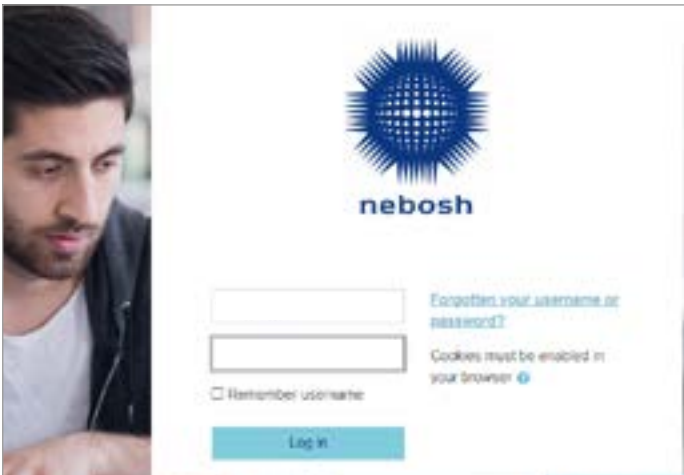 nebosh
Forgotten your username or
password?
Cookies must be enabled in
your browser
Remember username
Log in